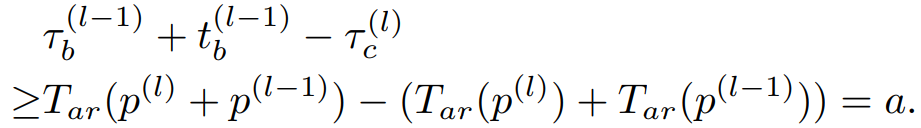 τ_b^{(l−1)} + t_b^{(l−1)} − τ_c^{(l)}
≥T_{ar}(p^{(l)} + p^{(l−1)}) − (T_{ar}(p^{(l)}) + T_{ar}(p^{(l−1)})) = a.